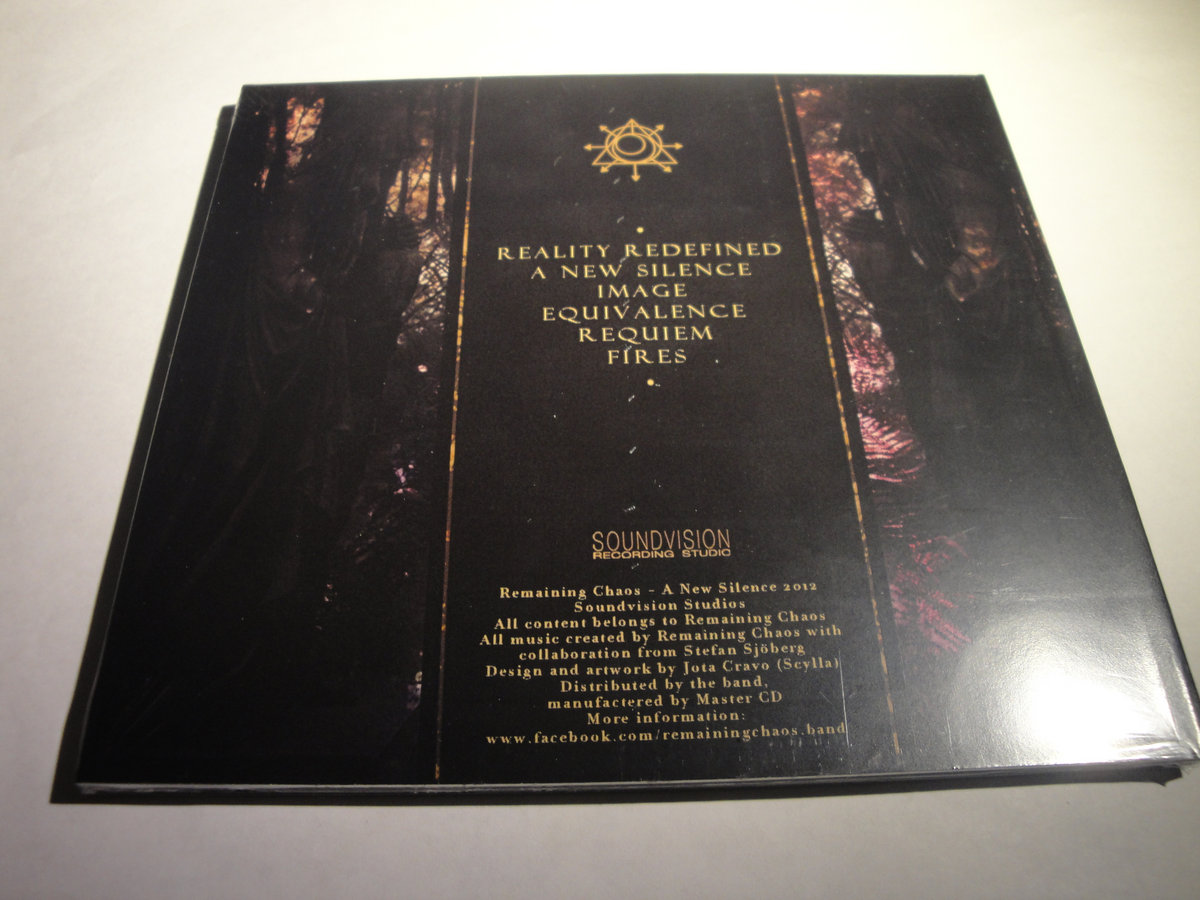 REALITY REDEFINED
A NEW SILENCE
IMAGE
EQUIVALENCE
REQUIEM
FIRES
SOUNDVISION
RECORDING STUDIO
Remaining Chaos - A New Silence 2012
Soundvision Studios
All content belongs to Remaining Chaos
All music created by Remaining Chaos with
collaboration from Stefan Sjöberg
Design and artwork by Jota Cravo (Scylla)
Distributed by the band,
manufactered by Master CD
More information:
www.facebook.com/remainingchaos.band